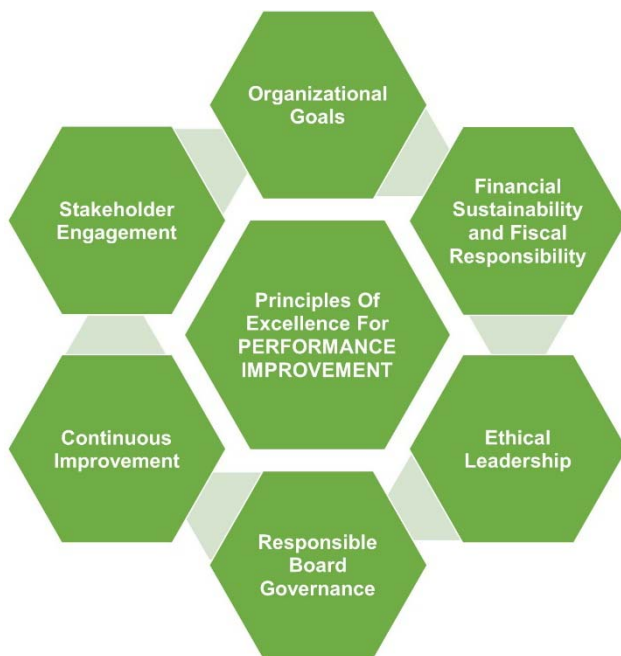 Organizational
Goals
Financial
Sustainability
and Fiscal
Responsibility
Stakeholder
Engagement
Principles Of
Excellence For
PERFORMANCE
IMPROVEMENT
Continuous
Improvement
Ethical
Leadership
Responsible
Board
Governance